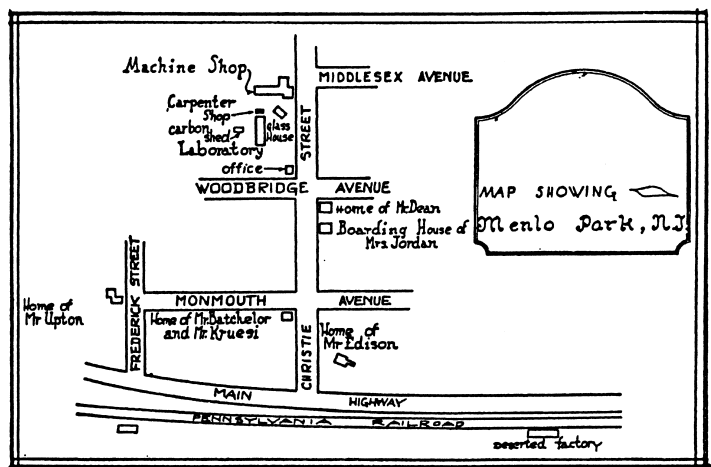 Machine Shop
MIDDLESEX AVENUE
Carpenter
Shop
carbon
shed
Glass
House
Laboratory
STREET
office
WOODBRIDGE AVENUE
Home of Mr. Dean
Boarding House of
Mrs. Jordan
MAP SHOWING
Menlo Park, N.J.
FREDERICK STREET
Home of
Mr Upton
MONMOUTH AVENUE
Home of Mr. Batchelor
and Mr. Kruesi
CHRISTIE
Home of
Mr Edison
MAIN HIGHWAY
PENNSYLVANIA RAILROAD
Deserted factory